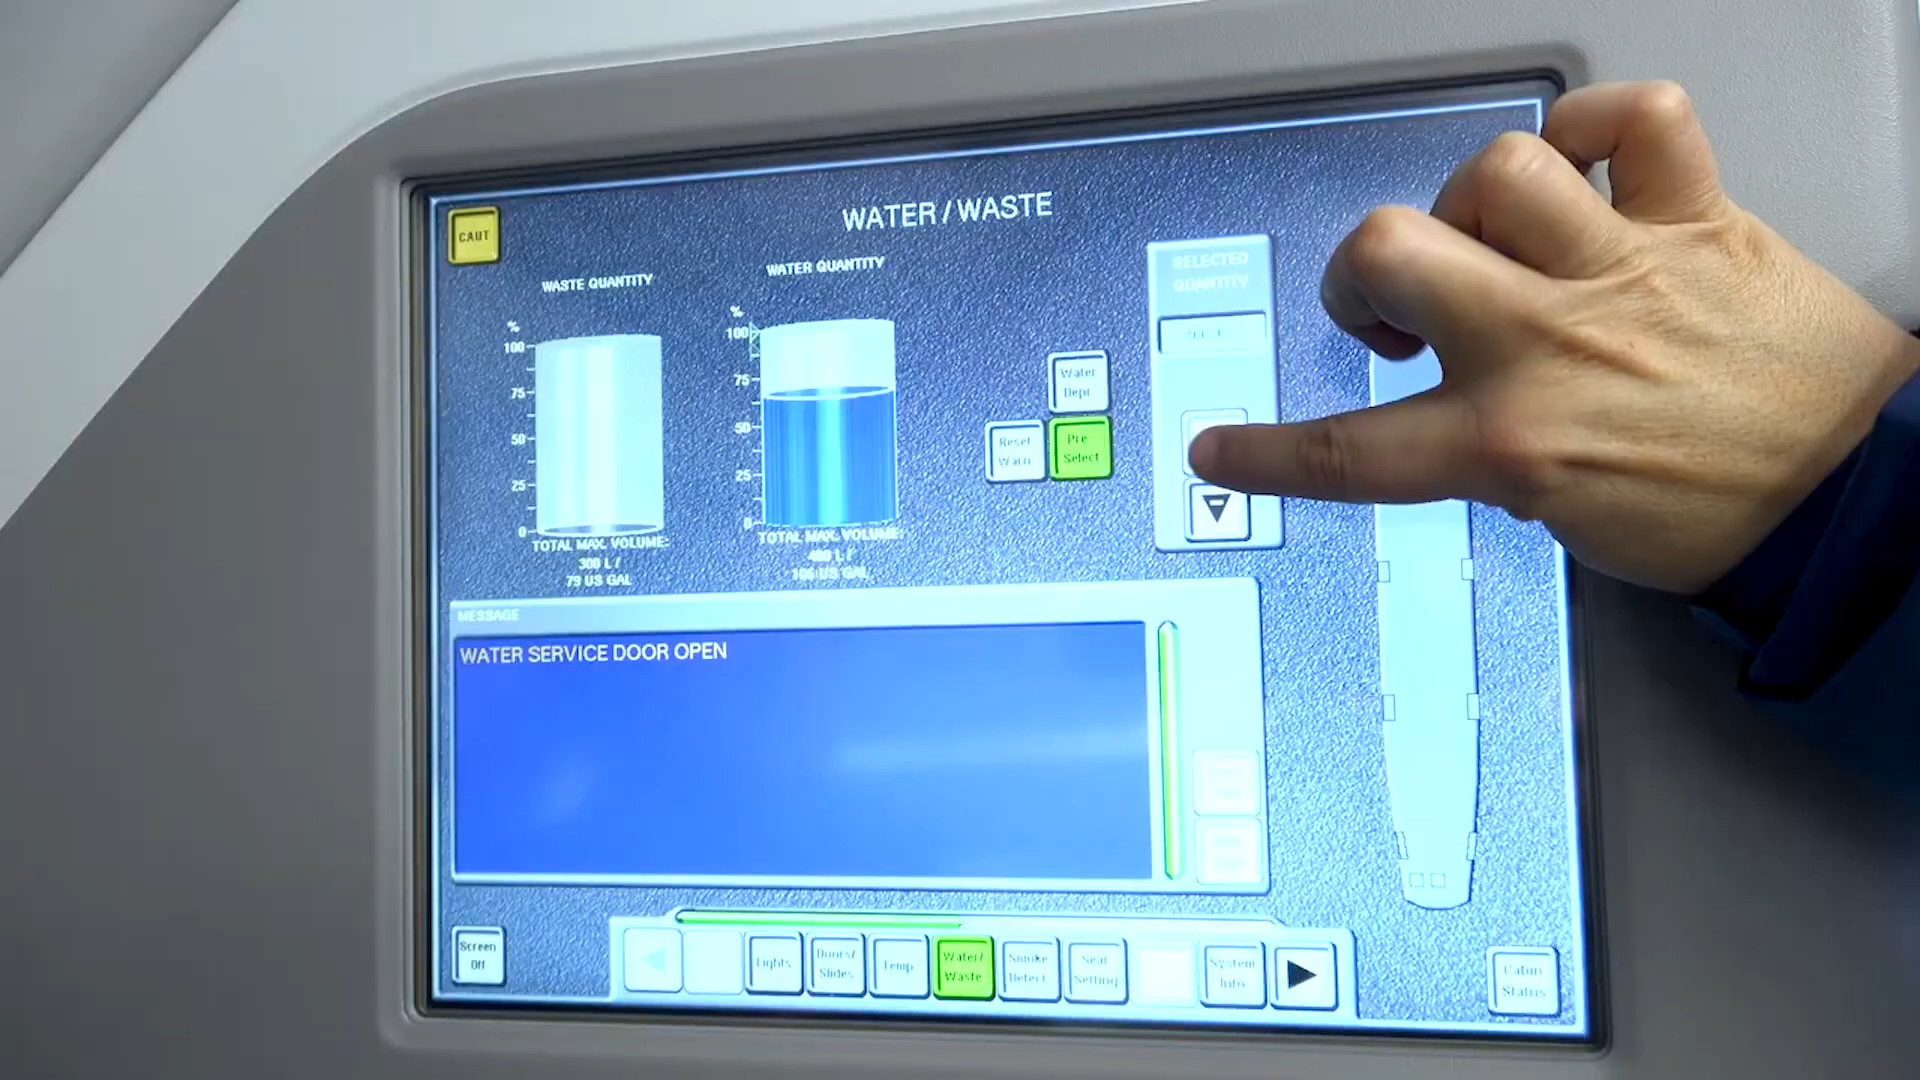 WATER / WASTE
CAUT
WASTE QUANTITY
WATER QUANTITY
SELECTED
QUANTITY
%
100
75
50
25
0
%
100
75
50
25
0
Water
Depl
Reset
Warn
Pre
Select
TOTAL MAX. VOLUME:
300 L /
79 US GAL
TOTAL MAX. VOLUME:
L /
US GAL
MESSAGE
WATER SERVICE DOOR OPEN
Screen
Off
Lights
Doors/
Slides
Temp
Water/
Waste
Smoke
Detect
Seat
Setting
System
Info
Cabin
Status